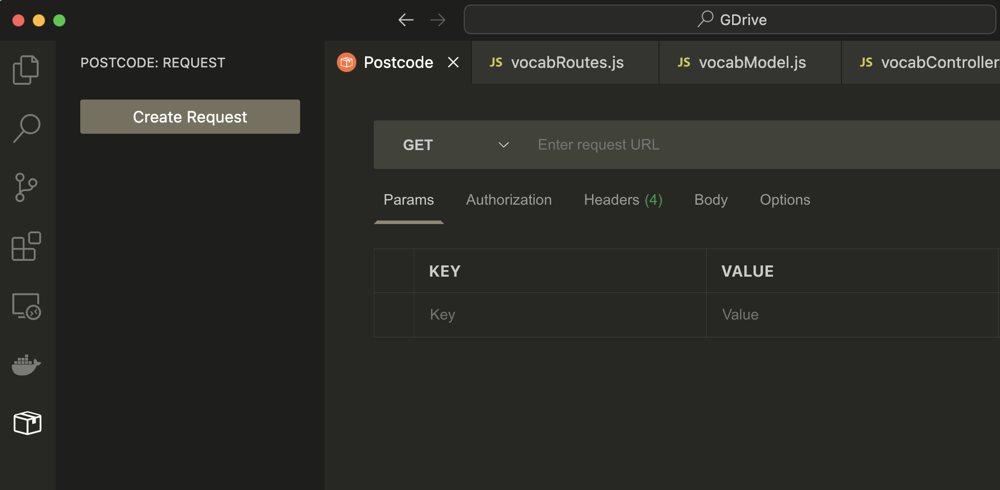 GDrive
POSTCODE: REQUEST
Create Request
Postcode
JS vocabRoutes.js
JS vocabModel.js
JS vocabController.
GET
Enter request URL
Params Authorization Headers (4) Body Options
KEY VALUE
Key Value